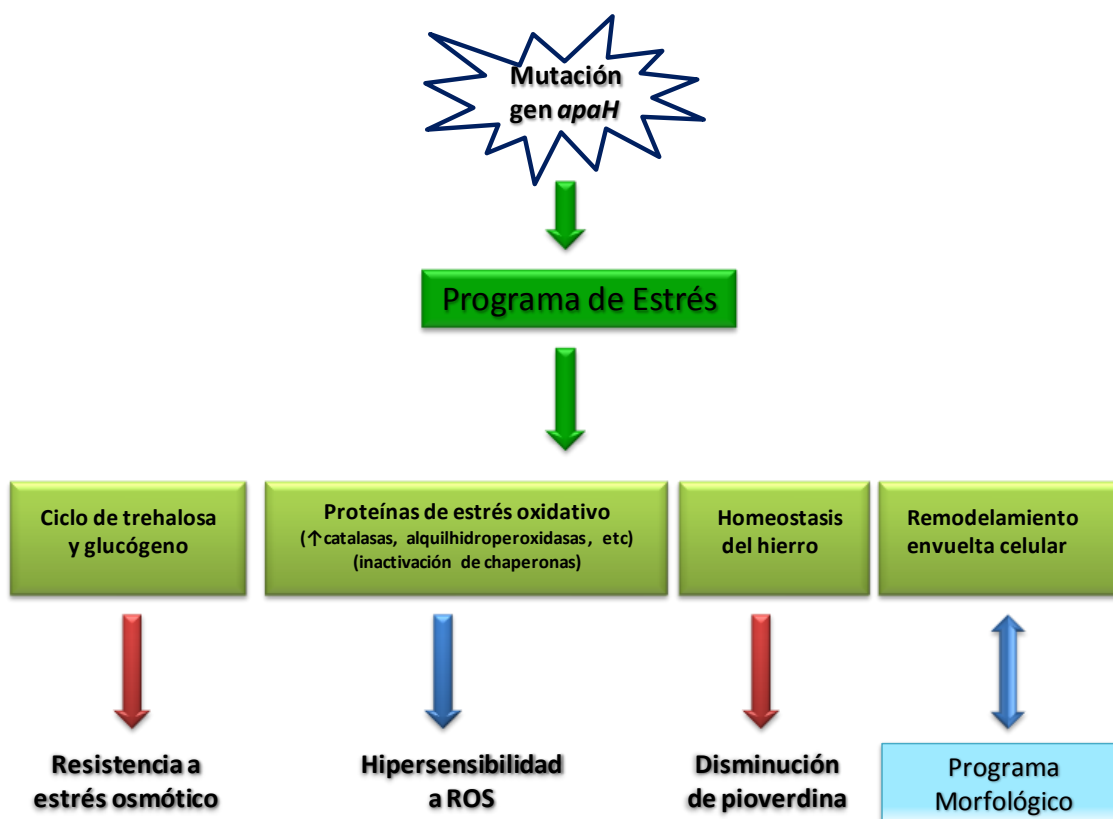 Mutación
gen apaH
Programa de Estrés
Ciclo de trehalosa
y glucógeno
Proteínas de estrés oxidativo
(↑catalasas, alquilhidroperoxidasas, etc)
(inactivación de chaperonas)
Homeostasis
del hierro
Remodelamiento
envuelta celular
Resistencia a
estrés osmótico
Hipersensibilidad
a ROS
Disminución
de pioverdina
Programa
Morfológico